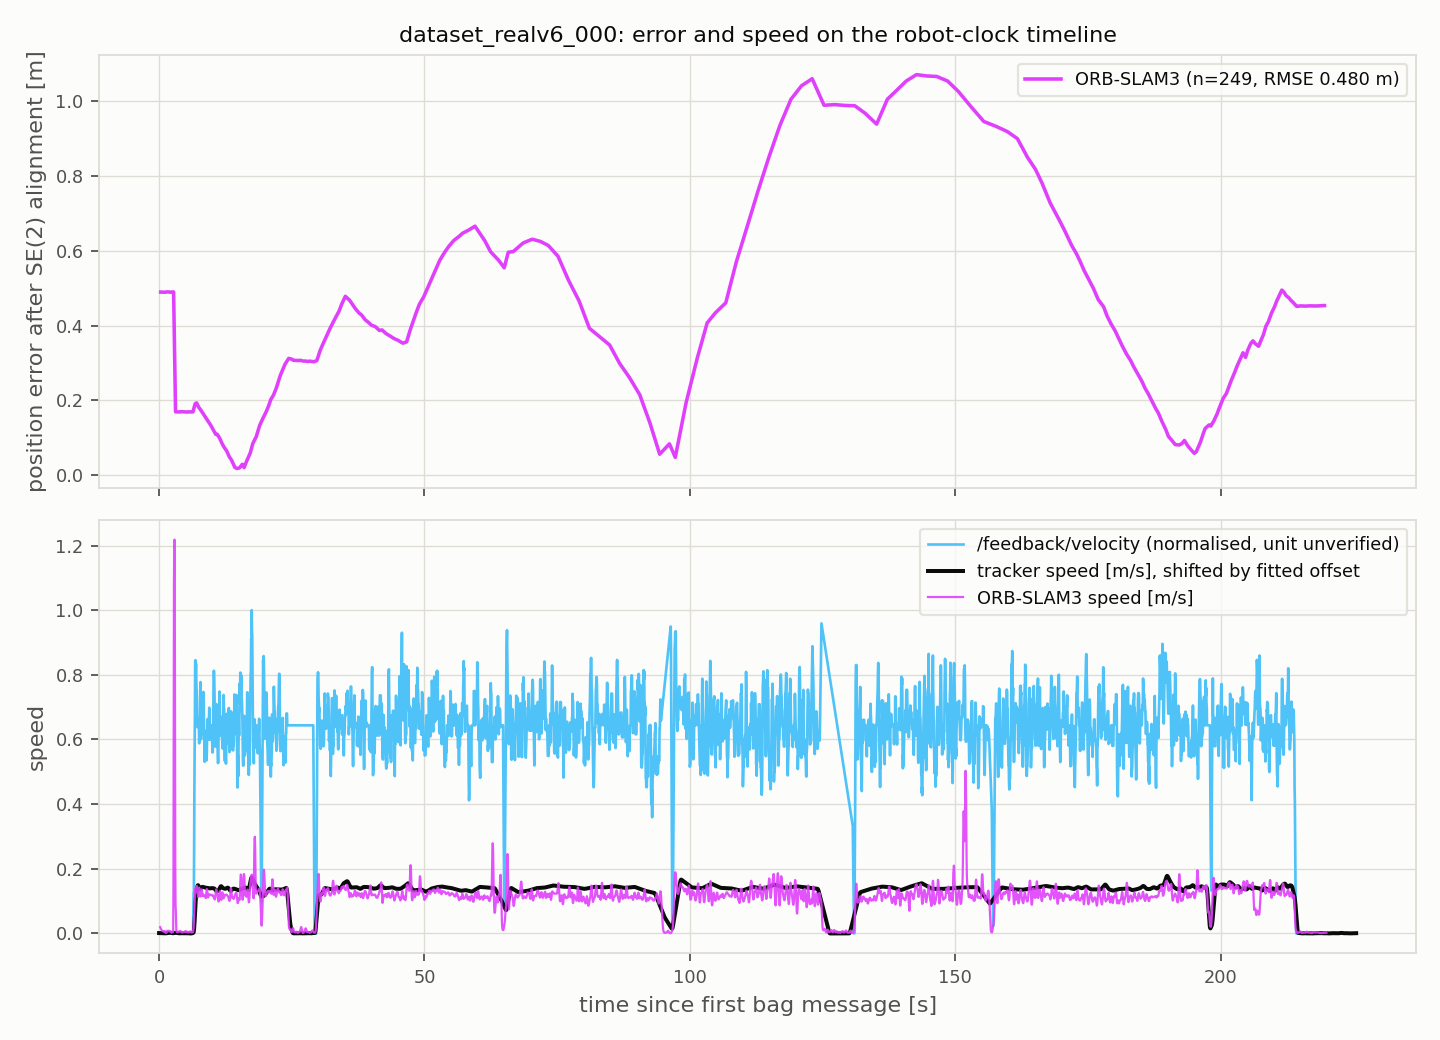 dataset_realv6_000: error and speed on the robot-clock timeline
position error after SE(2) alignment [m]
1.0
0.8
0.6
0.4
0.2
0.0
ORB-SLAM3 (n=249, RMSE 0.480 m)
speed
1.2
1.0
0.8
0.6
0.4
0.2
0.0
/feedback/velocity (normalised, unit unverified)
tracker speed [m/s], shifted by fitted offset
ORB-SLAM3 speed [m/s]
0
50
100
150
200
time since first bag message [s]